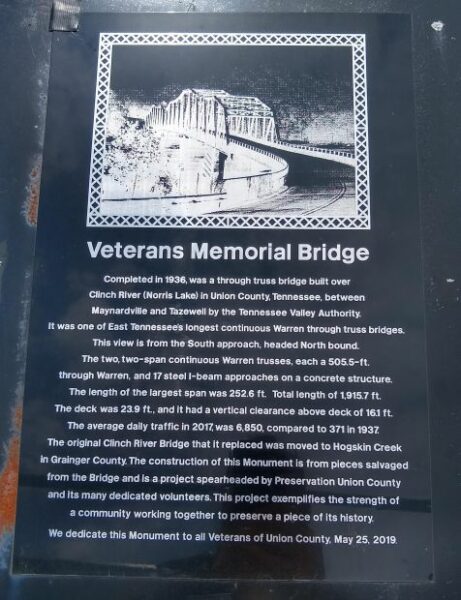 Veterans Memorial Bridge
Completed in 1936, was a through truss bridge built over
Clinch River (Norris Lake) in Union County, Tennessee, between
Maynardville and Tazewell by the Tennessee Valley Authority.
It was one of East Tennessee's longest continuous Warren through truss bridges.
This view is from the South approach, headed North bound.
The two, two-span continuous Warren trusses, each a 505.5-ft.
through Warren, and 17 steel I-beam approaches on a concrete structure.
The length of the largest span was 252.6 ft. Total length of 1,915.7 ft.
The deck was 23.9 ft., and it had a vertical clearance above deck of 16.1 ft.
The average daily traffic in 2017, was 6,850, compared to 371 in 1937.
The original Clinch River Bridge that it replaced was moved to Hogskin Creek
in Grainger County. The construction of this Monument is from pieces salvaged
from the Bridge and is a project spearheaded by Preservation Union County
and its many dedicated volunteers. This project exemplifies the strength of
a community working together to preserve a piece of its history.
We dedicate this Monument to all Veterans of Union County, May 25, 2019.